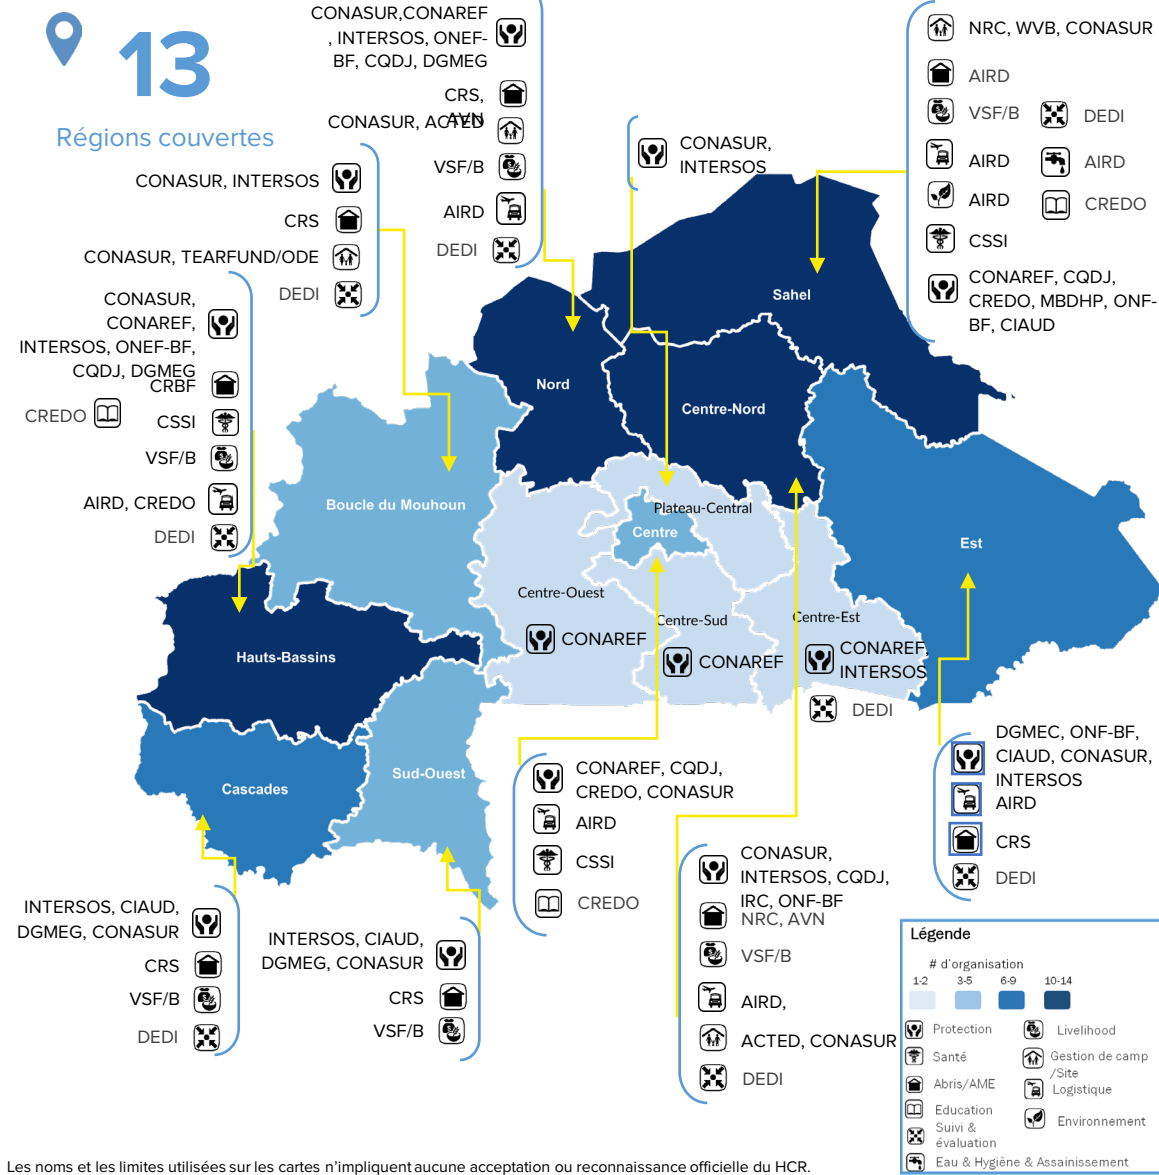 13
Régions couvertes
CONASUR,CONAREF
, INTERSOS, ONEF-
BF, CQDJ, DGMEG
CRS,
AVN
CONASUR, ACTED
VSF/B
AIRD
DEDI
CONASUR, INTERSOS
CRS
CONASUR, TEARFUND/ODE
DEDI
CONASUR,
CONAREF,
INTERSOS, ONEF-BF,
CQDJ, DGMEG
CRBF
CREDO
CSSI
VSF/B
AIRD, CREDO
DEDI
CONASUR,
INTERSOS
NRC, WVB, CONASUR
AIRD
VSF/B
DEDI
AIRD
AIRD
AIRD
CREDO
CSSI
CONAREF, CQDJ,
CREDO, MBDHP, ONF-
BF, CIAUD
Sahel
Nord
Centre-Nord
Boucle du Mouhoun
Plateau-Central
Centre
Est
Centre-Ouest
Centre-Sud
Centre-Est
CONAREF
CONAREF
CONAREF,
INTERSOS
DEDI
Hauts-Bassins
Cascades
Sud-Ouest
CONAREF, CQDJ,
CREDO, CONASUR
AIRD
CSSI
CREDO
DGMEC, ONF-BF,
CIAUD, CONASUR,
INTERSOS
AIRD
CRS
DEDI
CONASUR,
INTERSOS, CQDJ,
IRC, ONF-BF
NRC, AVN
VSF/B
AIRD,
ACTED, CONASUR
DEDI
INTERSOS, CIAUD,
DGMEG, CONASUR
CRS
VSF/B
DEDI
INTERSOS, CIAUD,
DGMEG, CONASUR
CRS
VSF/B
Légende
# d'organisation
1-2 3-5 6-9 10-14
Protection
Livelihood
Santé
Gestion de camp
/Site
Abris/AME
Logistique
Education
Environnement
Suivi &
évaluation
Eau & Hygiène & Assainissement
Les noms et les limites utilisées sur les cartes n'impliquent aucune acceptation ou reconnaissance officielle du HCR.